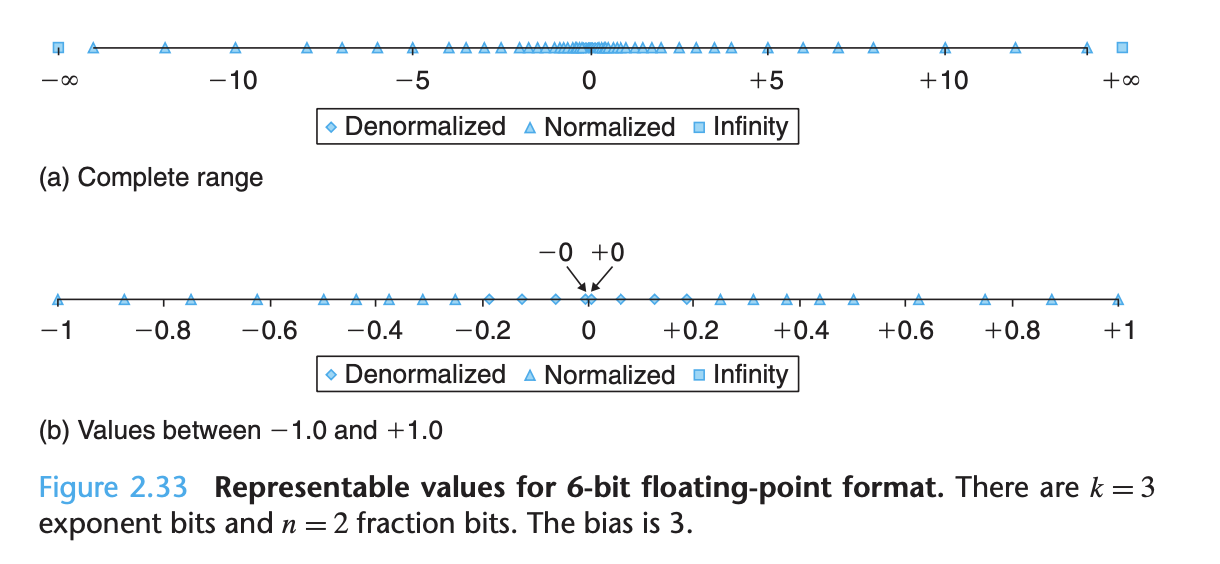 −∞ −10 −5 0 +5 +10 +∞
Denormalized Normalized Infinity
(a) Complete range
−0 +0
−1 −0.8 −0.6 −0.4 −0.2 0 +0.2 +0.4 +0.6 +0.8 +1
Denormalized Normalized Infinity
(b) Values between −1.0 and +1.0
Figure 2.33 Representable values for 6-bit floating-point format. There are k = 3
exponent bits and n = 2 fraction bits. The bias is 3.